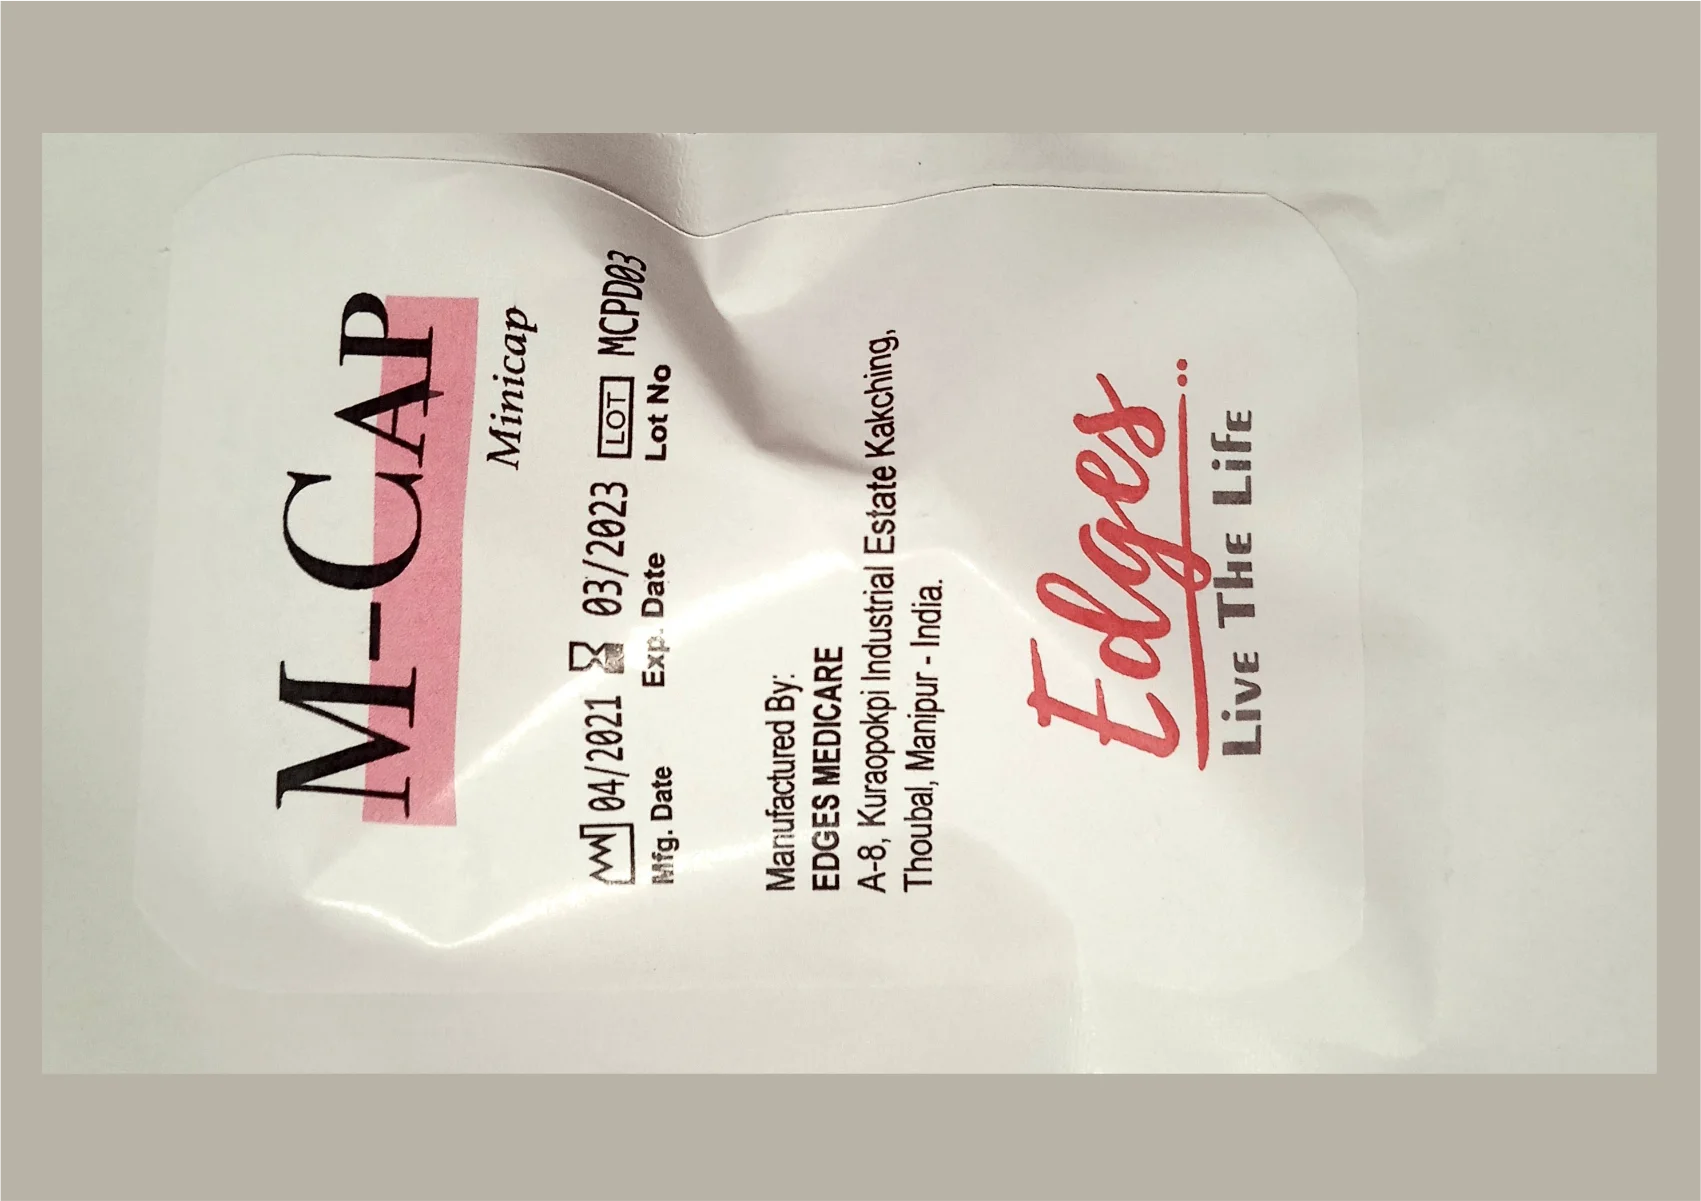 M-CAP
Minicap
04/2021 03/2023 LOT MCPD03
Mfg. Date Exp. Date Lot No
Manufactured By:
EDGES MEDICARE
A-8, Kuraopokpi Industrial Estate Kakching,
Thoubal, Manipur - India.
Edges...
Live The Life